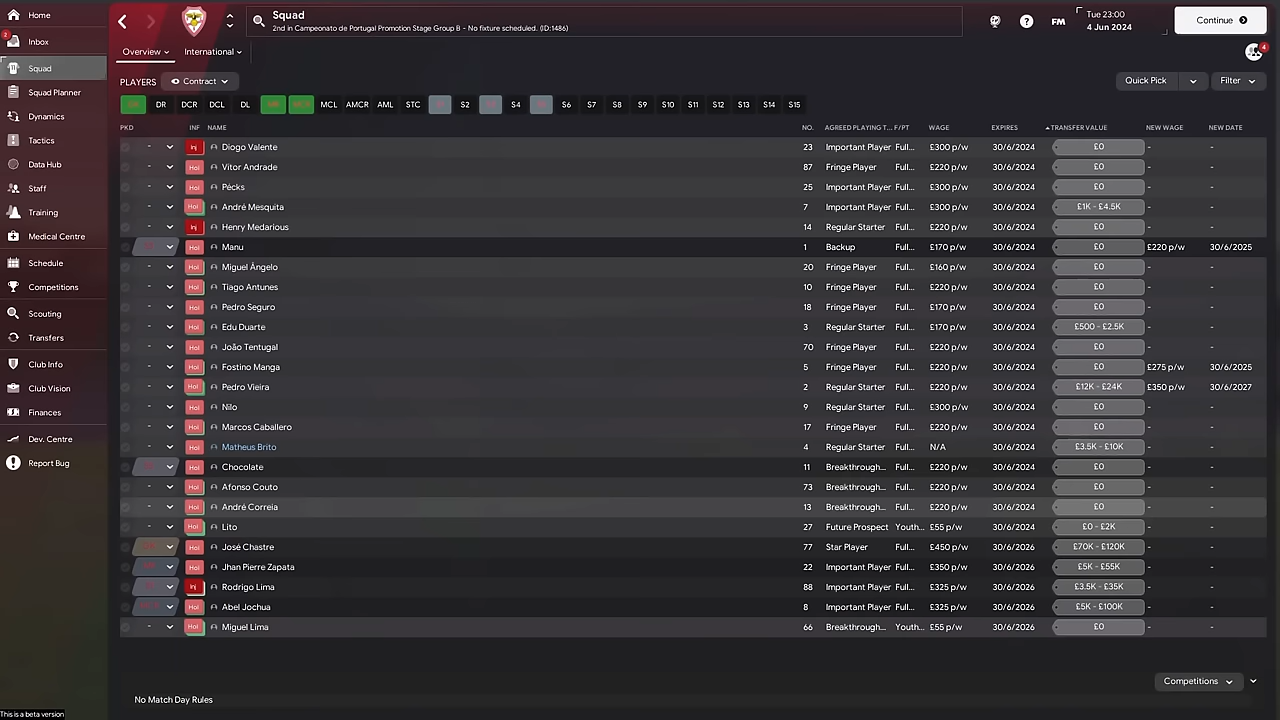 Home
2
Inbox
Squad
Squad Planner
Dynamics
Tactics
Data Hub
Staff
Training
Medical Centre
Schedule
Competitions
Scouting
Transfers
Club Info
Club Vision
Finances
Dev. Centre
Report Bug
This is a beta version
Squad
2nd in Campeonato de Portugal Promotion Stage Group B - No fixture scheduled. (ID:1486)
FM
Tue 23:00
4 Jun 2024
Continue
Overview
International
4
PLAYERS
Contract
Quick Pick
Filter
DR DCR DCL DL MCL AMCR AML STC S2 S4 S6 S7 S8 S9 S10 S11 S12 S13 S14 S15
PKD INF NAME NO. AGREED PLAYING T... F/PT WAGE EXPIRES TRANSFER VALUE NEW WAGE NEW DATE
- Inj Diogo Valente 23 Important Player Full... £300 p/w 30/6/2024 £0 - -
- Hol Vítor Andrade 87 Fringe Player Full... £220 p/w 30/6/2024 £0 - -
- Hol Pécks 25 Important Player Full... £300 p/w 30/6/2024 £0 - -
- Hol André Mesquita 7 Important Player Full... £300 p/w 30/6/2024 £1K - £4.5K - -
- Inj Henry Medarious 14 Regular Starter Full... £220 p/w 30/6/2024 £0 - -
Hol Manu 1 Backup Full... £170 p/w 30/6/2024 £0 £220 p/w 30/6/2025
- Hol Miguel Ângelo 20 Fringe Player Full... £160 p/w 30/6/2024 £0 - -
- Hol Tiago Antunes 10 Fringe Player Full... £220 p/w 30/6/2024 £0 - -
- Hol Pedro Seguro 18 Fringe Player Full... £170 p/w 30/6/2024 £0 - -
- Hol Edu Duarte 3 Regular Starter Full... £170 p/w 30/6/2024 £500 - £2.5K - -
- Hol João Tentugal 70 Fringe Player Full... £220 p/w 30/6/2024 £0 - -
- Hol Fostino Manga 5 Fringe Player Full... £220 p/w 30/6/2024 £0 £275 p/w 30/6/2025
- Hol Pedro Vieira 2 Regular Starter Full... £220 p/w 30/6/2024 £12K - £24K £350 p/w 30/6/2027
- Hol Nilo 9 Regular Starter Full... £300 p/w 30/6/2024 £0 - -
- Hol Marcos Caballero 17 Fringe Player Full... £220 p/w 30/6/2024 £0 - -
- Hol Matheus Brito 4 Regular Starter Full... N/A 30/6/2024 £3.5K - £10K - -
Hol Chocolate 11 Breakthrough... Full... £220 p/w 30/6/2024 £0 - -
- Hol Afonso Couto 73 Breakthrough... Full... £220 p/w 30/6/2024 £0 - -
- Hol André Correia 13 Breakthrough... Full... £220 p/w 30/6/2024 £0 - -
- Hol Lito 27 Future Prospect Youth... £55 p/w 30/6/2024 £0 - £2K - -
Hol José Chastre 77 Star Player Full... £450 p/w 30/6/2026 £70K - £120K - -
Hol Jhan Pierre Zapata 22 Important Player Full... £350 p/w 30/6/2026 £5K - £55K - -
Inj Rodrigo Lima 88 Important Player Full... £325 p/w 30/6/2026 £3.5K - £35K - -
Hol Abel Jochua 8 Important Player Full... £325 p/w 30/6/2026 £5K - £100K - -
- Hol Miguel Lima 66 Breakthrough... Youth... £55 p/w 30/6/2026 £0 - -
Competitions
No Match Day Rules